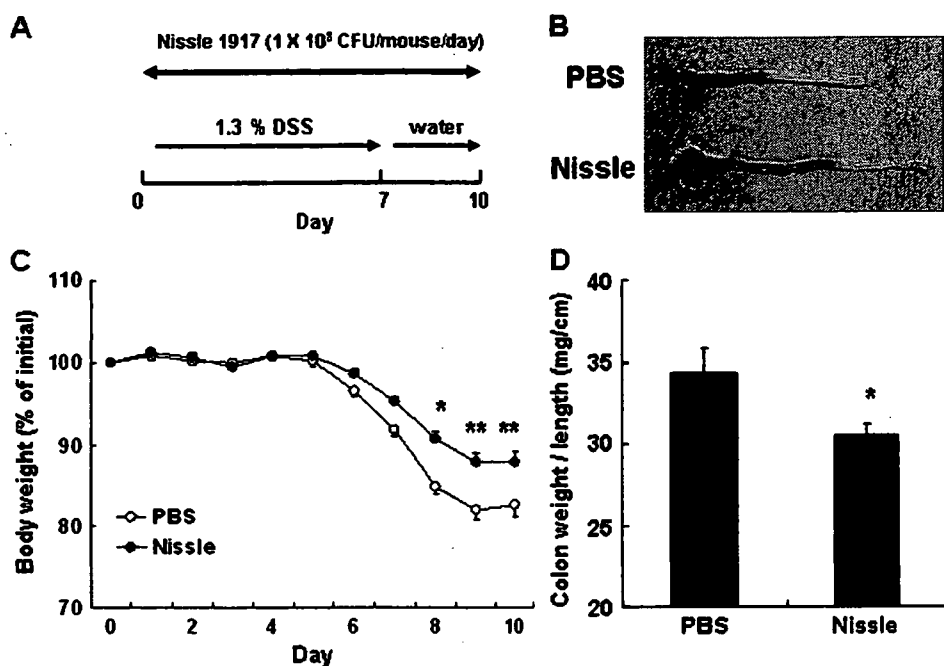 A
Nissle 1917 (1 X 10⁸ CFU/mouse/day)
1.3 % DSS
water
0
7
10
Day
B
PBS
Nissle
C
Body weight (% of initial)
110
100
90
80
70
*
**
**
PBS
Nissle
0
2
4
6
8
10
Day
D
Colon weight / length (mg/cm)
40
35
30
25
20
*
PBS
Nissle